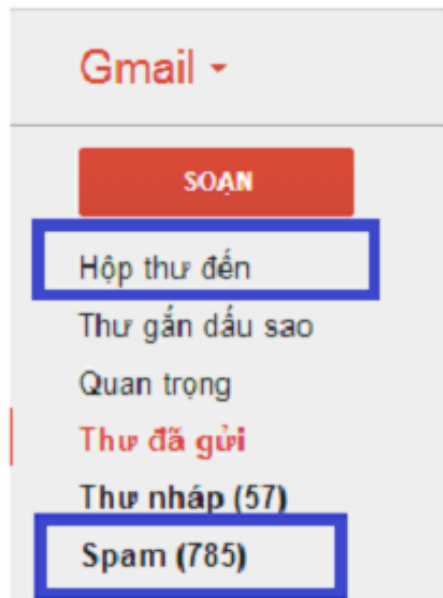 Gmail
SOẠN
Hộp thư đến
Thư gắn dấu sao
Quan trọng
Thư đã gửi
Thư nháp (57)
Spam (785)